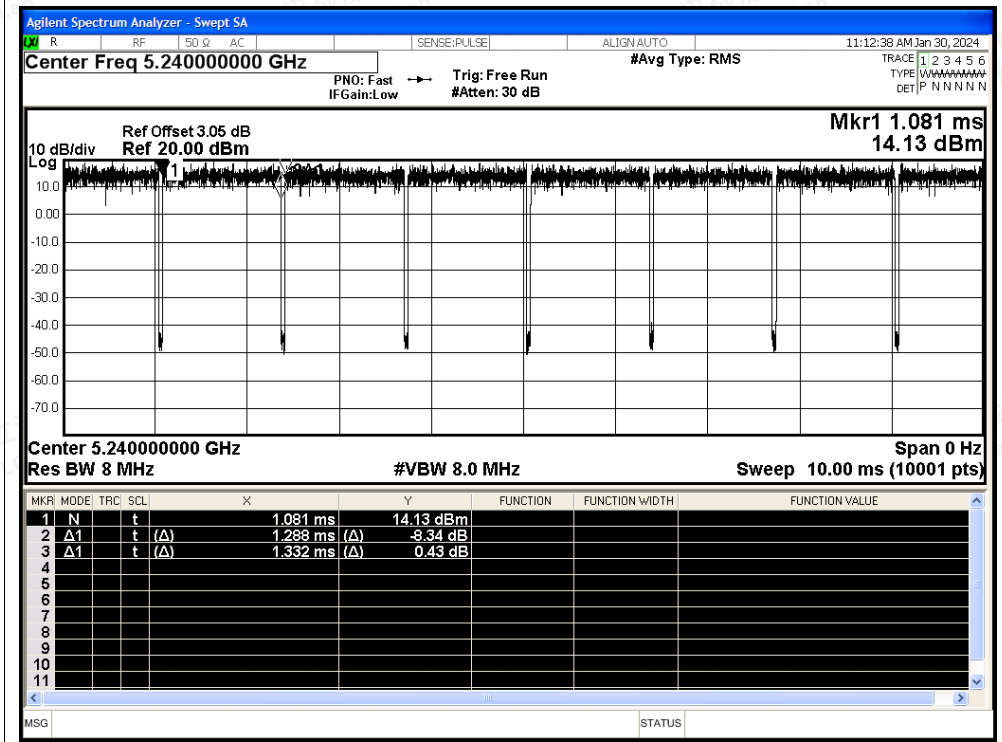 Agilent Spectrum Analyzer - Swept SA
LXI R RF 50 Ω AC SENSE:PULSE ALIGN AUTO 11:12:38 AM Jan 30, 2024
Center Freq 5.240000000 GHz #Avg Type: RMS TRACE 1 2 3 4 5 6
PNO: Fast Trig: Free Run TYPE
IFGain:Low #Atten: 30 dB DET P N N N N N
Mkr1 1.081 ms
14.13 dBm
Ref Offset 3.05 dB
10 dB/div Ref 20.00 dBm
Log
1
10.0
0.00
-10.0
-20.0
-30.0
-40.0
-50.0
-60.0
-70.0
Center 5.240000000 GHz Span 0 Hz
Res BW 8 MHz #VBW 8.0 MHz Sweep 10.00 ms (10001 pts)
MKR MODE TRC SCL X Y FUNCTION FUNCTION WIDTH FUNCTION VALUE
1 N t 1.081 ms 14.13 dBm
2 Δ1 t (Δ) 1.288 ms (Δ) -8.34 dB
3 Δ1 t (Δ) 1.332 ms (Δ) 0.43 dB
4
5
6
7
8
9
10
11
MSG STATUS